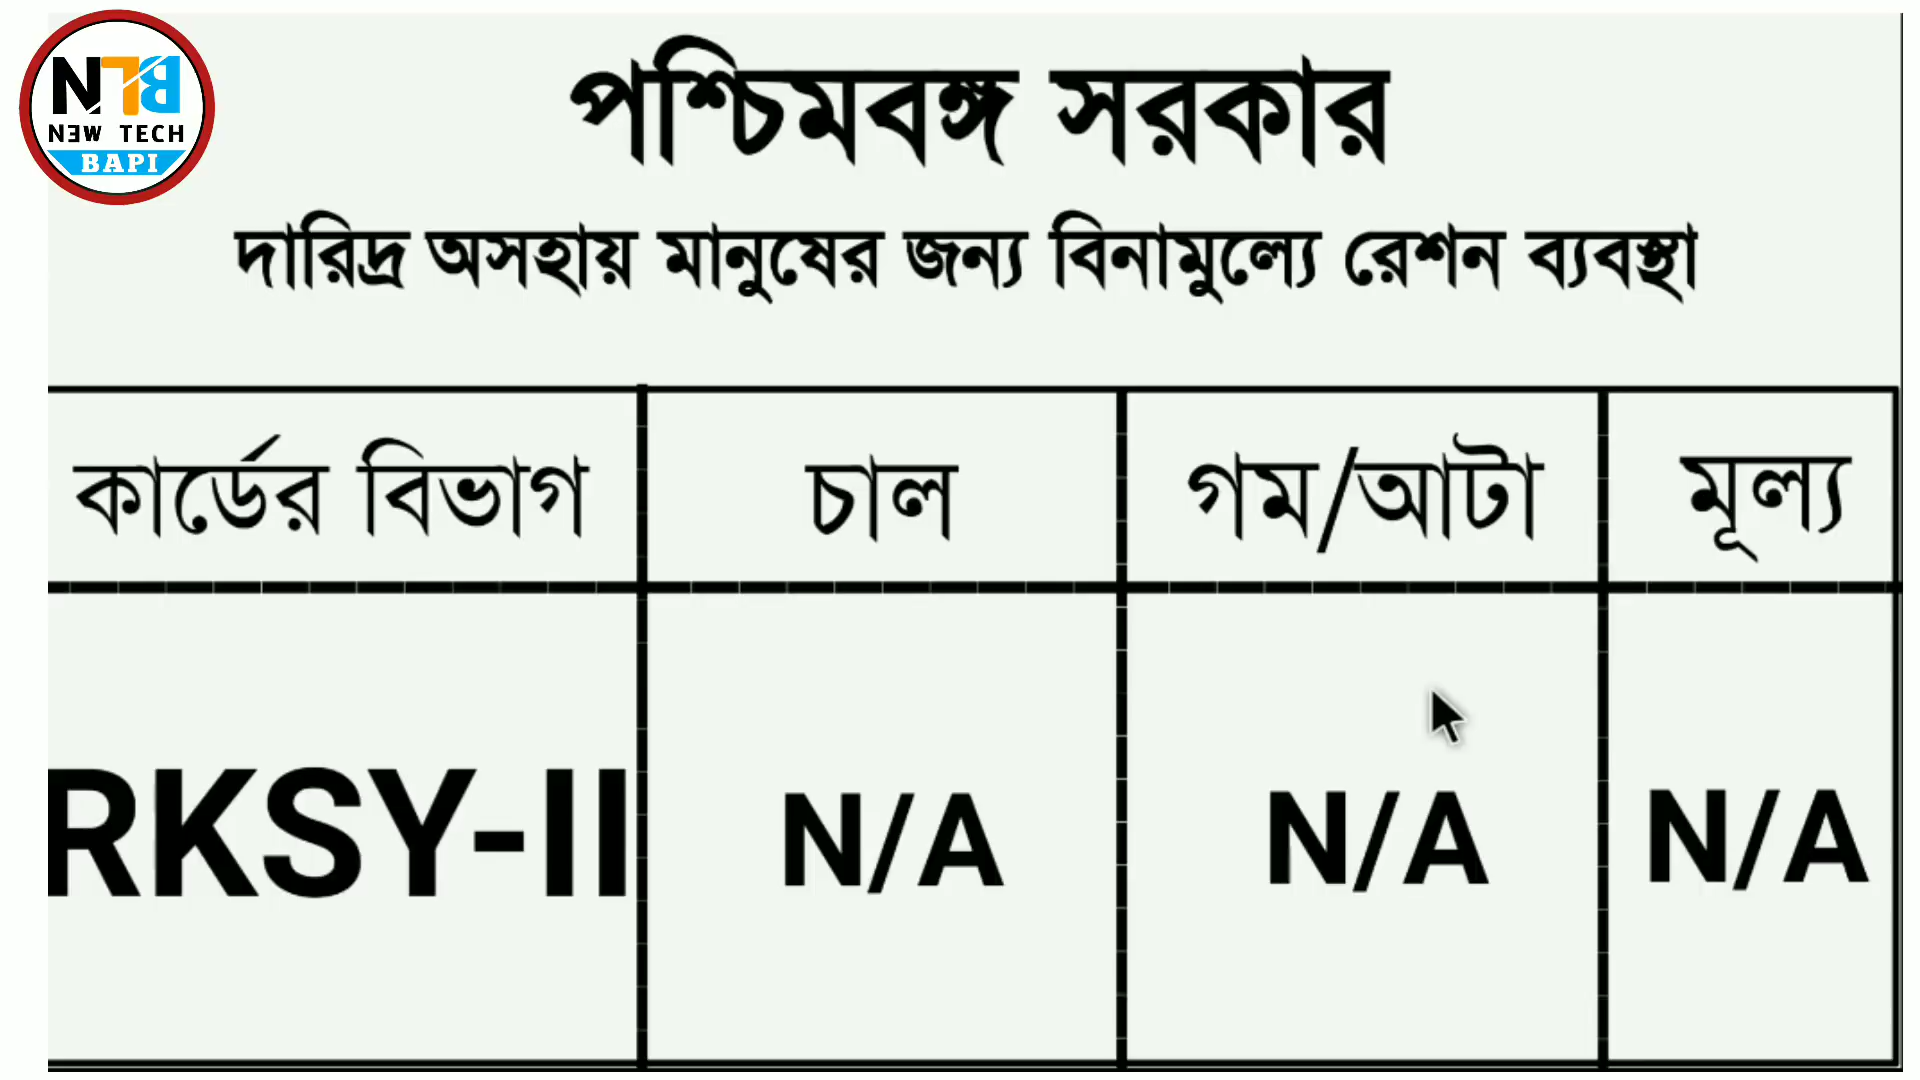 NTB
NEW TECH
BAPI
পশ্চিমবঙ্গ সরকার
দারিদ্র অসহায় মানুষের জন্য বিনামুল্যে রেশন ব্যবস্থা
কার্ডের বিভাগ চাল গম/আটা মূল্য
RKSY-II N/A N/A N/A